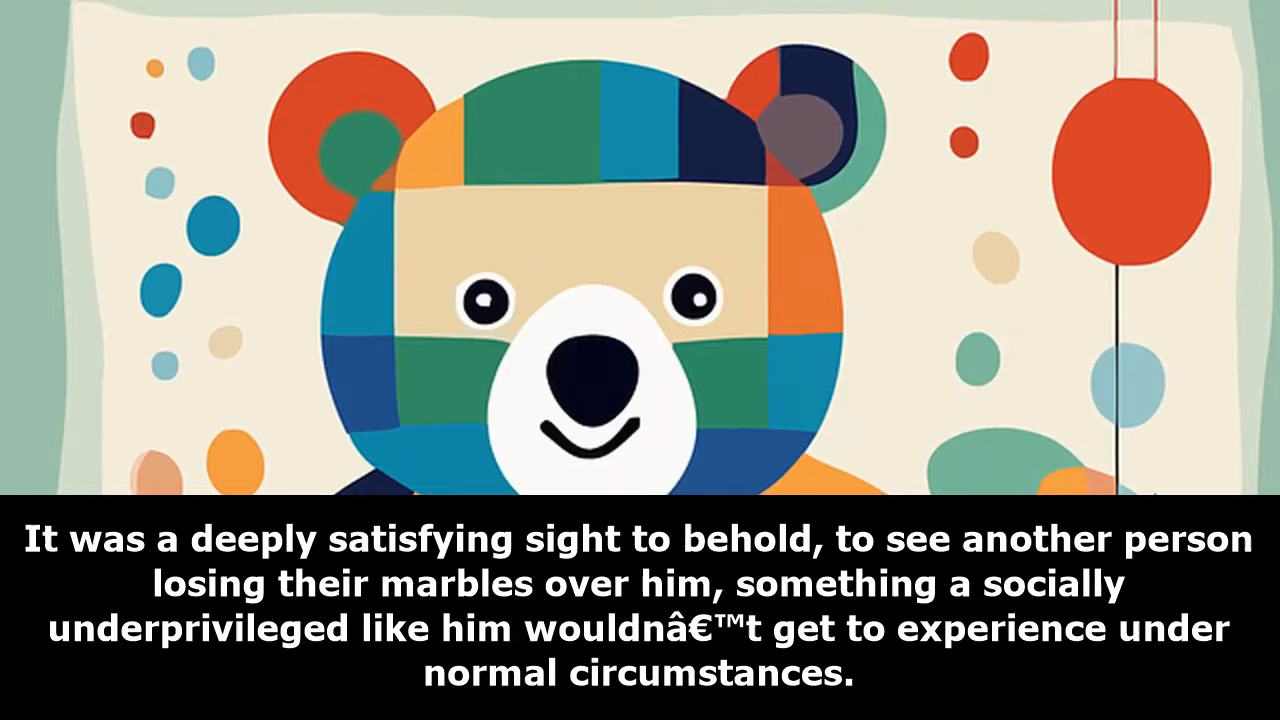 It was a deeply satisfying sight to behold, to see another person
losing their marbles over him, something a socially
underprivileged like him wouldnâ€™t get to experience under
normal circumstances.